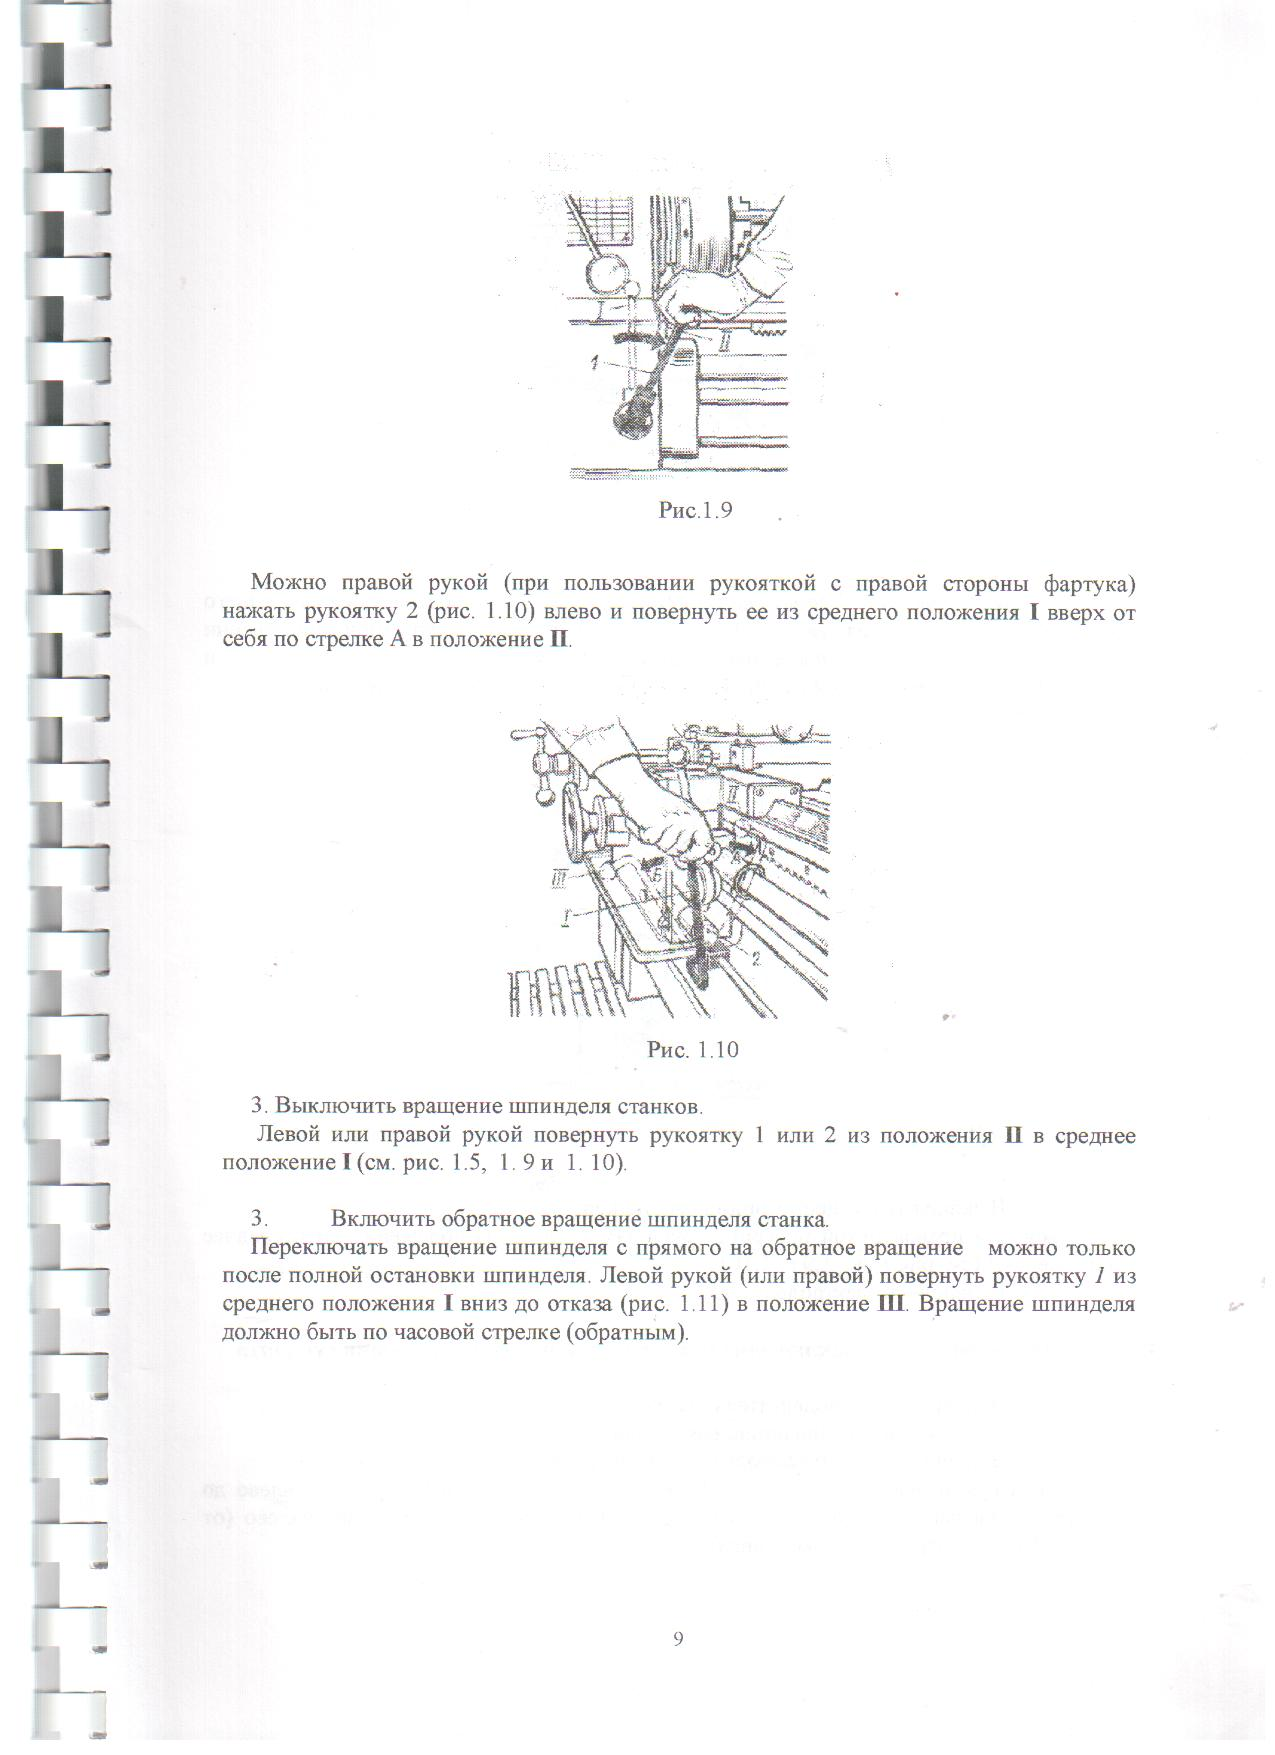 1
II
Рис.1.9
Можно правой рукой (при пользовании рукояткой с правой стороны фартука)
нажать рукоятку 2 (рис. 1.10) влево и повернуть ее из среднего положения I вверх от
себя по стрелке А в положение II.
А
Б
III
I
2
Рис. 1.10
3. Выключить вращение шпинделя станков.
Левой или правой рукой повернуть рукоятку 1 или 2 из положения II в среднее
положение I (см. рис. 1.5, 1. 9 и 1. 10).
3. Включить обратное вращение шпинделя станка.
Переключать вращение шпинделя с прямого на обратное вращение можно только
после полной остановки шпинделя. Левой рукой (или правой) повернуть рукоятку 1 из
среднего положения I вниз до отказа (рис. 1.11) в положение III. Вращение шпинделя
должно быть по часовой стрелке (обратным).
9